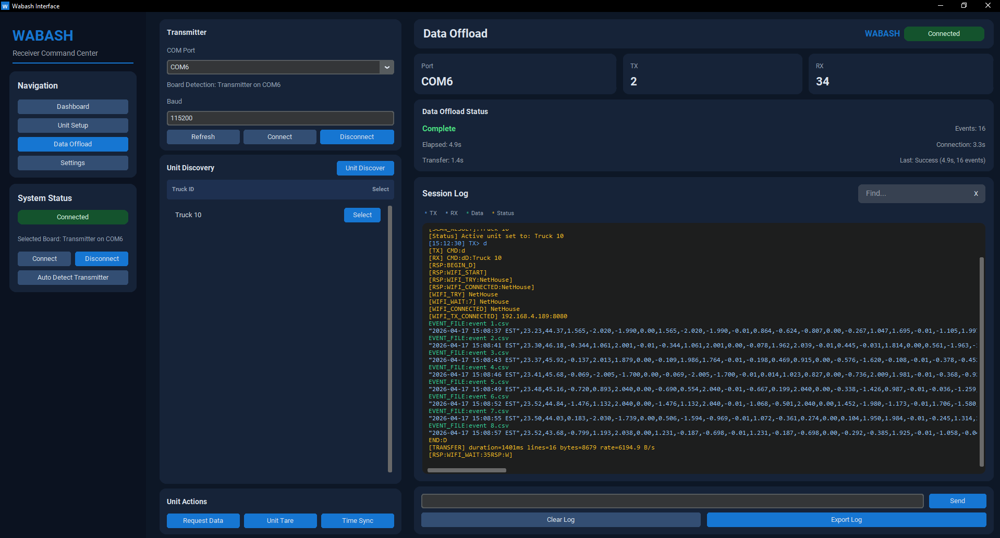 Wabash Interface
WABASH
Receiver Command Center
Navigation
Dashboard
Unit Setup
Data Offload
Settings
System Status
Connected
Selected Board: Transmitter on COM6
Connect
Disconnect
Auto Detect Transmitter
Transmitter
COM Port
COM6
Board Detection: Transmitter on COM6
Baud
115200
Refresh
Connect
Disconnect
Unit Discovery
Unit Discover
Truck ID
Select
Truck 10
Select
Unit Actions
Request Data
Unit Tare
Time Sync
Data Offload
WABASH
Connected
Port
COM6
TX
2
RX
34
Data Offload Status
Complete
Events: 16
Elapsed: 4.9s
Connection: 3.3s
Transfer: 1.4s
Last: Success (4.9s, 16 events)
Session Log
Find...
X
* TX * RX * Data * Status
[SCAN_RESULT]:Truck 10
[Status] Active unit set to: Truck 10
[15:12:30] TX> d
[TX] CMD:d
[RX] CMD:dD:Truck 10
[RSP:BEGIN_D]
[RSP:WIFI_START]
[RSP:WIFI_TRY:NetHouse]
[RSP:WIFI_CONNECTED:NetHouse]
[WIFI_TRY] NetHouse
[WIFI_WAIT:7] NetHouse
[WIFI_CONNECTED] NetHouse
[WIFI_TX_CONNECTED] 192.168.4.189:8080
EVENT_FILE:event 1.csv
"2026-04-17 15:08:37 EST",23.23,44.37,1.565,-2.020,-1.990,0.00,1.565,-2.020,-1.990,-0.01,0.864,-0.624,-0.807,0.00,-0.267,1.047,1.695,-0.01,-1.105,1.997
EVENT_FILE:event 2.csv
"2026-04-17 15:08:41 EST",23.30,46.18,-0.344,1.061,2.001,-0.01,-0.344,1.061,2.001,0.00,-0.078,1.962,2.039,-0.01,0.445,-0.031,1.814,0.00,0.561,-1.963,-
EVENT_FILE:event 3.csv
"2026-04-17 15:08:43 EST",23.37,45.92,-0.137,2.013,1.879,0.00,-0.109,1.986,1.764,-0.01,-0.198,0.469,0.915,0.00,-0.576,-1.620,-0.108,-0.01,-0.378,-0.45
EVENT_FILE:event 4.csv
"2026-04-17 15:08:46 EST",23.41,45.68,-0.069,-2.005,-1.700,0.00,-0.069,-2.005,-1.700,-0.01,0.014,1.023,0.827,0.00,-0.736,2.009,1.981,-0.01,-0.368,-0.9
EVENT_FILE:event 5.csv
"2026-04-17 15:08:49 EST",23.48,45.16,-0.720,0.893,2.040,0.00,-0.690,0.554,2.040,-0.01,-0.667,0.199,2.040,0.00,-0.338,-1.426,0.987,-0.01,-0.036,-1.259,
EVENT_FILE:event 6.csv
"2026-04-17 15:08:52 EST",23.52,44.84,-1.476,1.132,2.040,0.00,-1.476,1.132,2.040,-0.01,-1.068,-0.501,2.040,0.00,1.452,-1.980,-1.173,-0.01,1.706,-1.580,
EVENT_FILE:event 7.csv
"2026-04-17 15:08:55 EST",23.50,44.03,0.183,-2.030,-1.739,0.00,0.506,-1.594,-0.969,-0.01,1.072,-0.361,0.274,0.00,0.104,1.950,1.984,-0.01,-0.245,1.314,
EVENT_FILE:event 8.csv
"2026-04-17 15:08:57 EST",23.52,43.68,-0.799,1.193,2.038,0.00,1.231,-0.187,-0.698,-0.01,1.231,-0.187,-0.698,0.00,-0.292,-0.385,1.925,-0.01,-1.058,-0.0
END:D
[TRANSFER] duration=1401ms lines=16 bytes=8679 rate=6194.9 B/s
[RSP:WIFI_WAIT:35RSP:W]
Send
Clear Log
Export Log